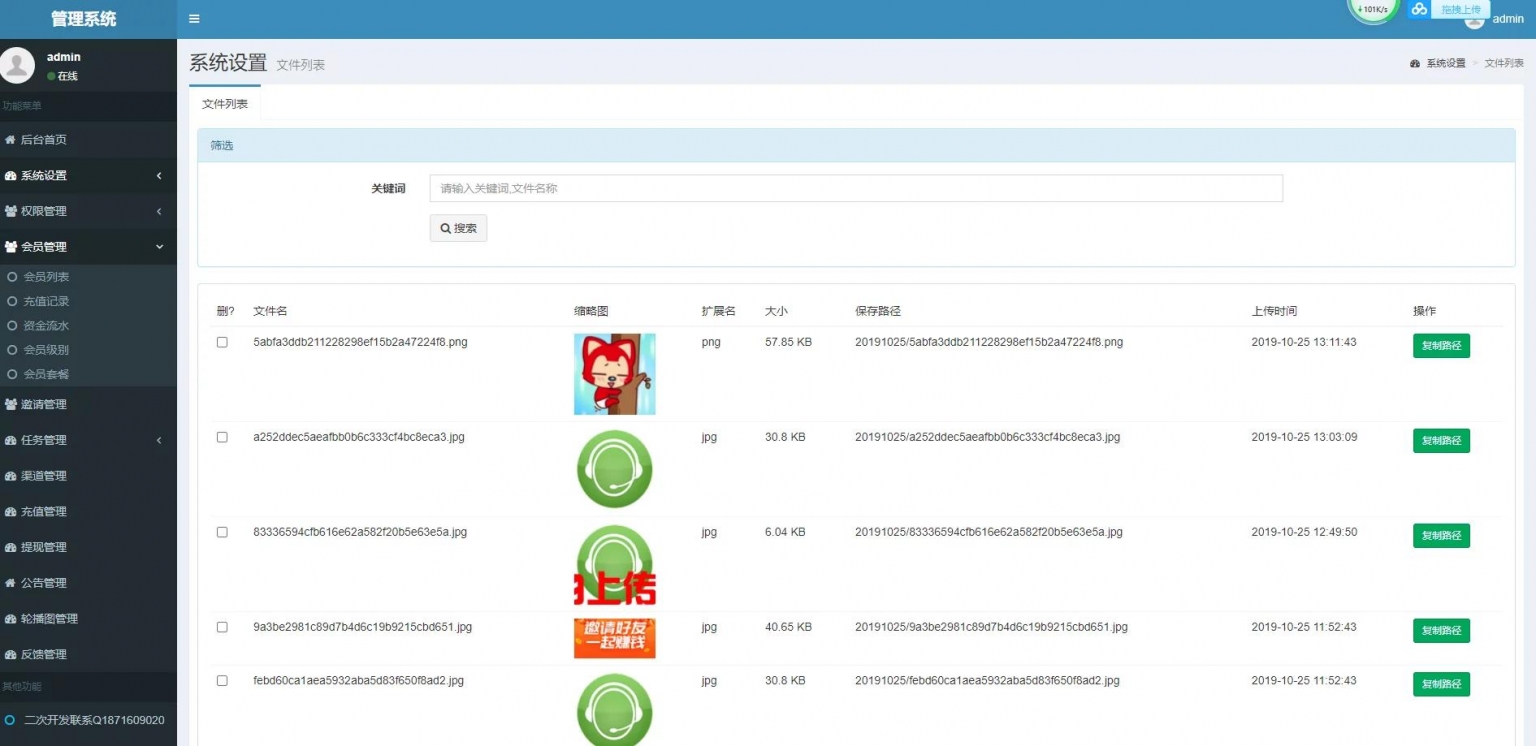 管理系统
↓101K/s
拖拽上传
admin
admin
在线
系统设置 文件列表
系统设置 > 文件列表
功能菜单
后台首页
系统设置
权限管理
会员管理
会员列表
充值记录
资金流水
会员级别
会员套餐
邀请管理
任务管理
渠道管理
充值管理
提现管理
公告管理
轮播图管理
反馈管理
其他功能
二次开发联系Q1871609020
文件列表
筛选
关键词 请输入关键词,文件名称
搜索
删? 文件名 缩略图 扩展名 大小 保存路径 上传时间 操作
5abfa3ddb211228298ef15b2a47224f8.png png 57.85 KB 20191025/5abfa3ddb211228298ef15b2a47224f8.png 2019-10-25 13:11:43 复制路径
a252ddec5aeafbb0b6c333cf4bc8eca3.jpg jpg 30.8 KB 20191025/a252ddec5aeafbb0b6c333cf4bc8eca3.jpg 2019-10-25 13:03:09 复制路径
83336594cfb616e62a582f20b5e63e5a.jpg jpg 6.04 KB 20191025/83336594cfb616e62a582f20b5e63e5a.jpg 2019-10-25 12:49:50 复制路径
上传
9a3be2981c89d7b4d6c19b9215cbd651.jpg jpg 40.65 KB 20191025/9a3be2981c89d7b4d6c19b9215cbd651.jpg 2019-10-25 11:52:43 复制路径
邀请好友
一起赚钱
febd60ca1aea5932aba5d83f650f8ad2.jpg jpg 30.8 KB 20191025/febd60ca1aea5932aba5d83f650f8ad2.jpg 2019-10-25 11:52:43 复制路径